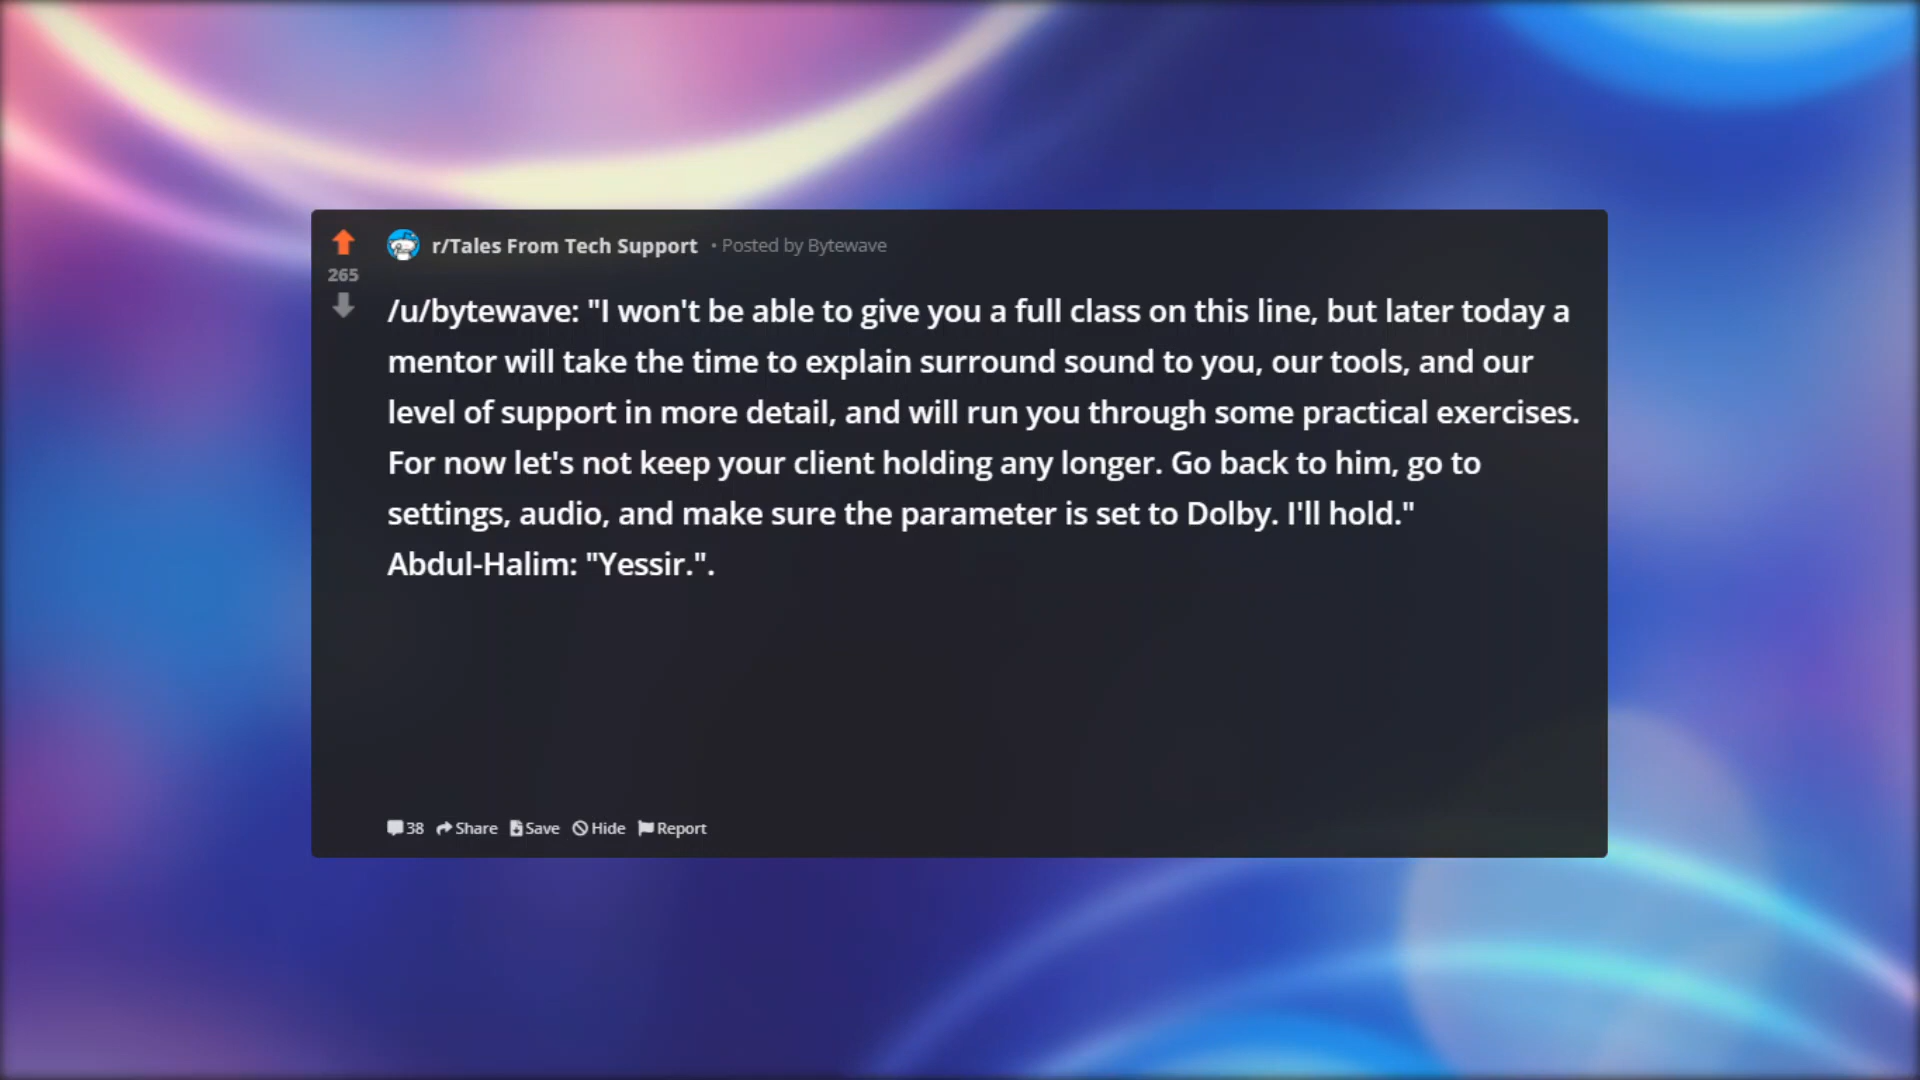 r/Tales From Tech Support • Posted by Bytewave
265
/u/bytewave: "I won't be able to give you a full class on this line, but later today a
mentor will take the time to explain surround sound to you, our tools, and our
level of support in more detail, and will run you through some practical exercises.
For now let's not keep your client holding any longer. Go back to him, go to
settings, audio, and make sure the parameter is set to Dolby. I'll hold."
Abdul-Halim: "Yessir.".
38 Share Save Hide Report